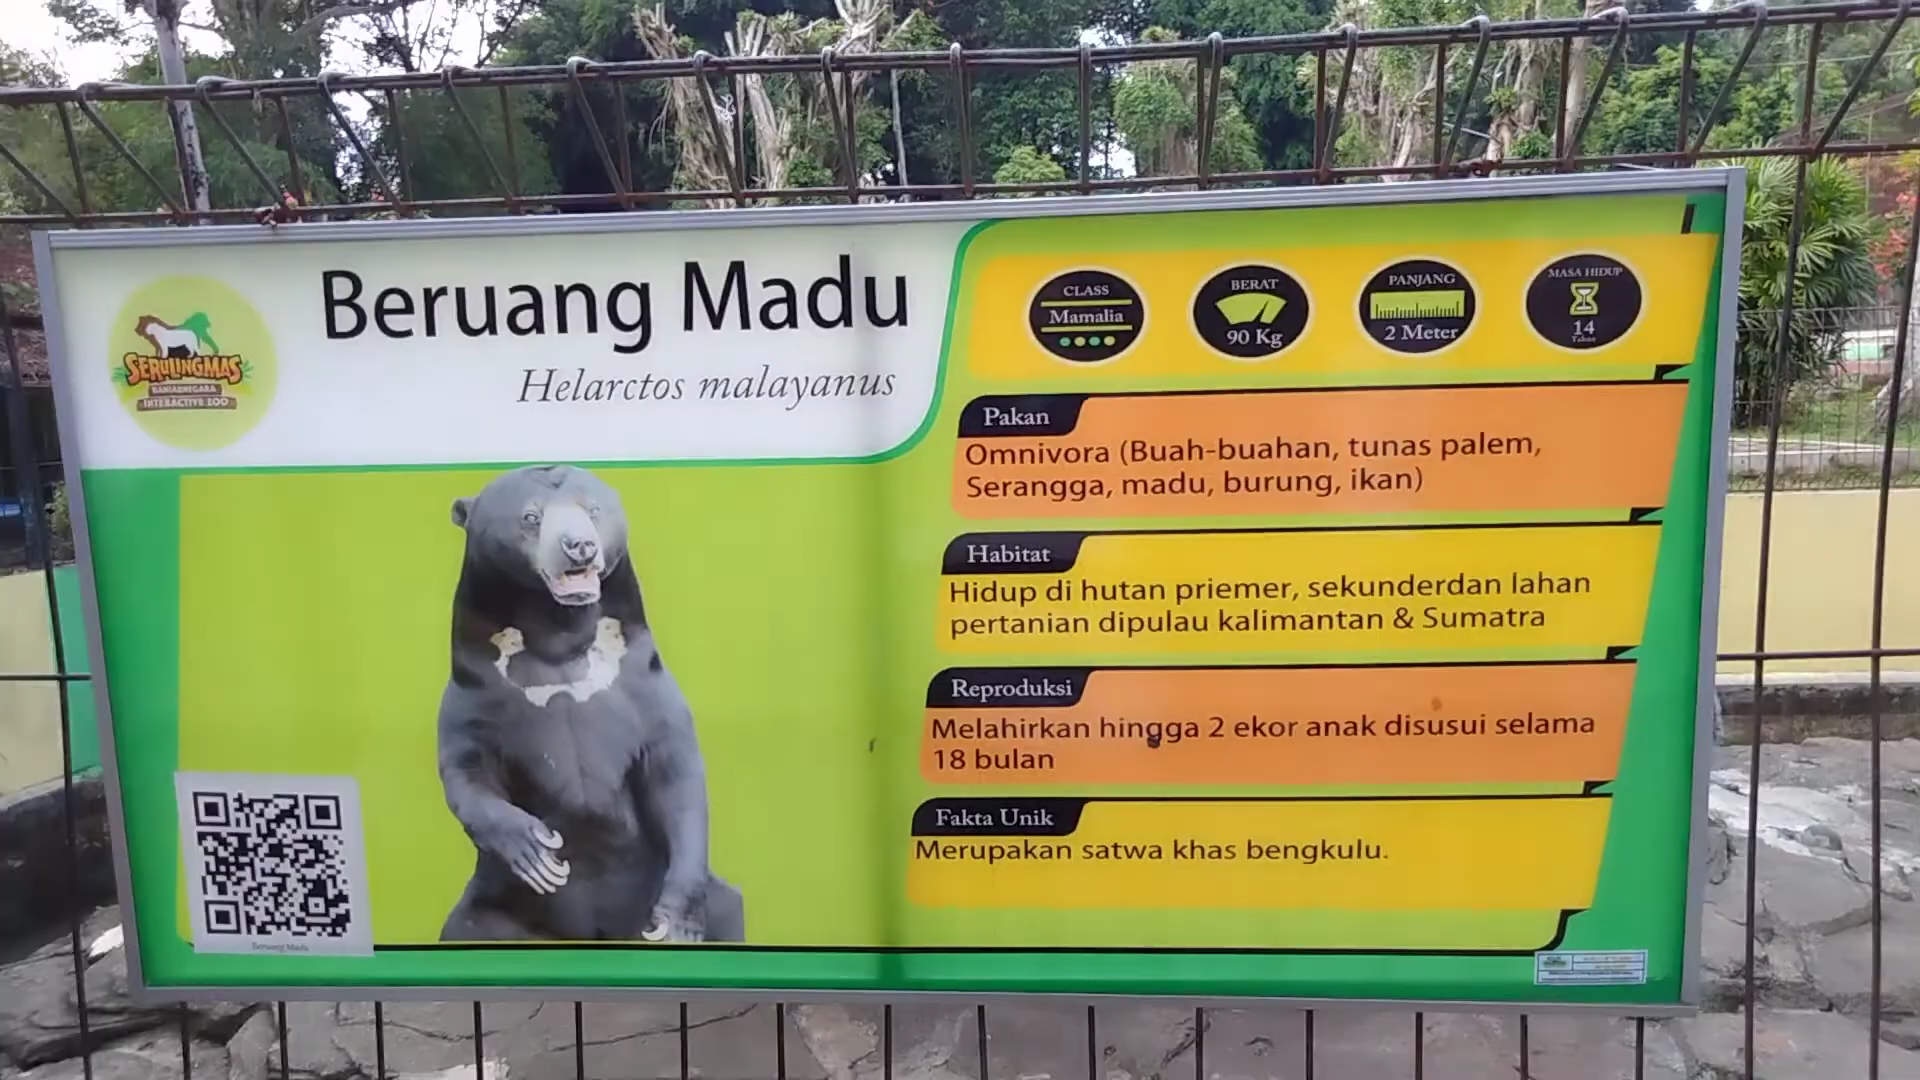 Beruang Madu
Helarctos malayanus
SERULINGMAS
BANJARNEGARA
INTERACTIVE ZOO
CLASS
Mamalia
BERAT
90 Kg
PANJANG
2 Meter
MASA HIDUP
14
Tahun
Pakan
Omnivora (Buah-buahan, tunas palem,
Serangga, madu, burung, ikan)
Habitat
Hidup di hutan priemer, sekunderdan lahan
pertanian dipulau kalimantan & Sumatra
Reproduksi
Melahirkan hingga 2 ekor anak disusui selama
18 bulan
Fakta Unik
Merupakan satwa khas bengkulu.
Beruang Madu